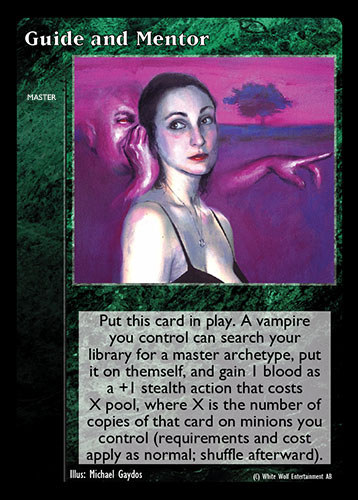 Guide and Mentor
MASTER
Put this card in play. A vampire
you control can search your
library for a master archetype, put
it on themself, and gain 1 blood as
a +1 stealth action that costs
X pool, where X is the number of
copies of that card on minions you
control (requirements and cost
apply as normal; shuffle afterward).
Illus: Michael Gaydos
(C) White Wolf Entertainment AB